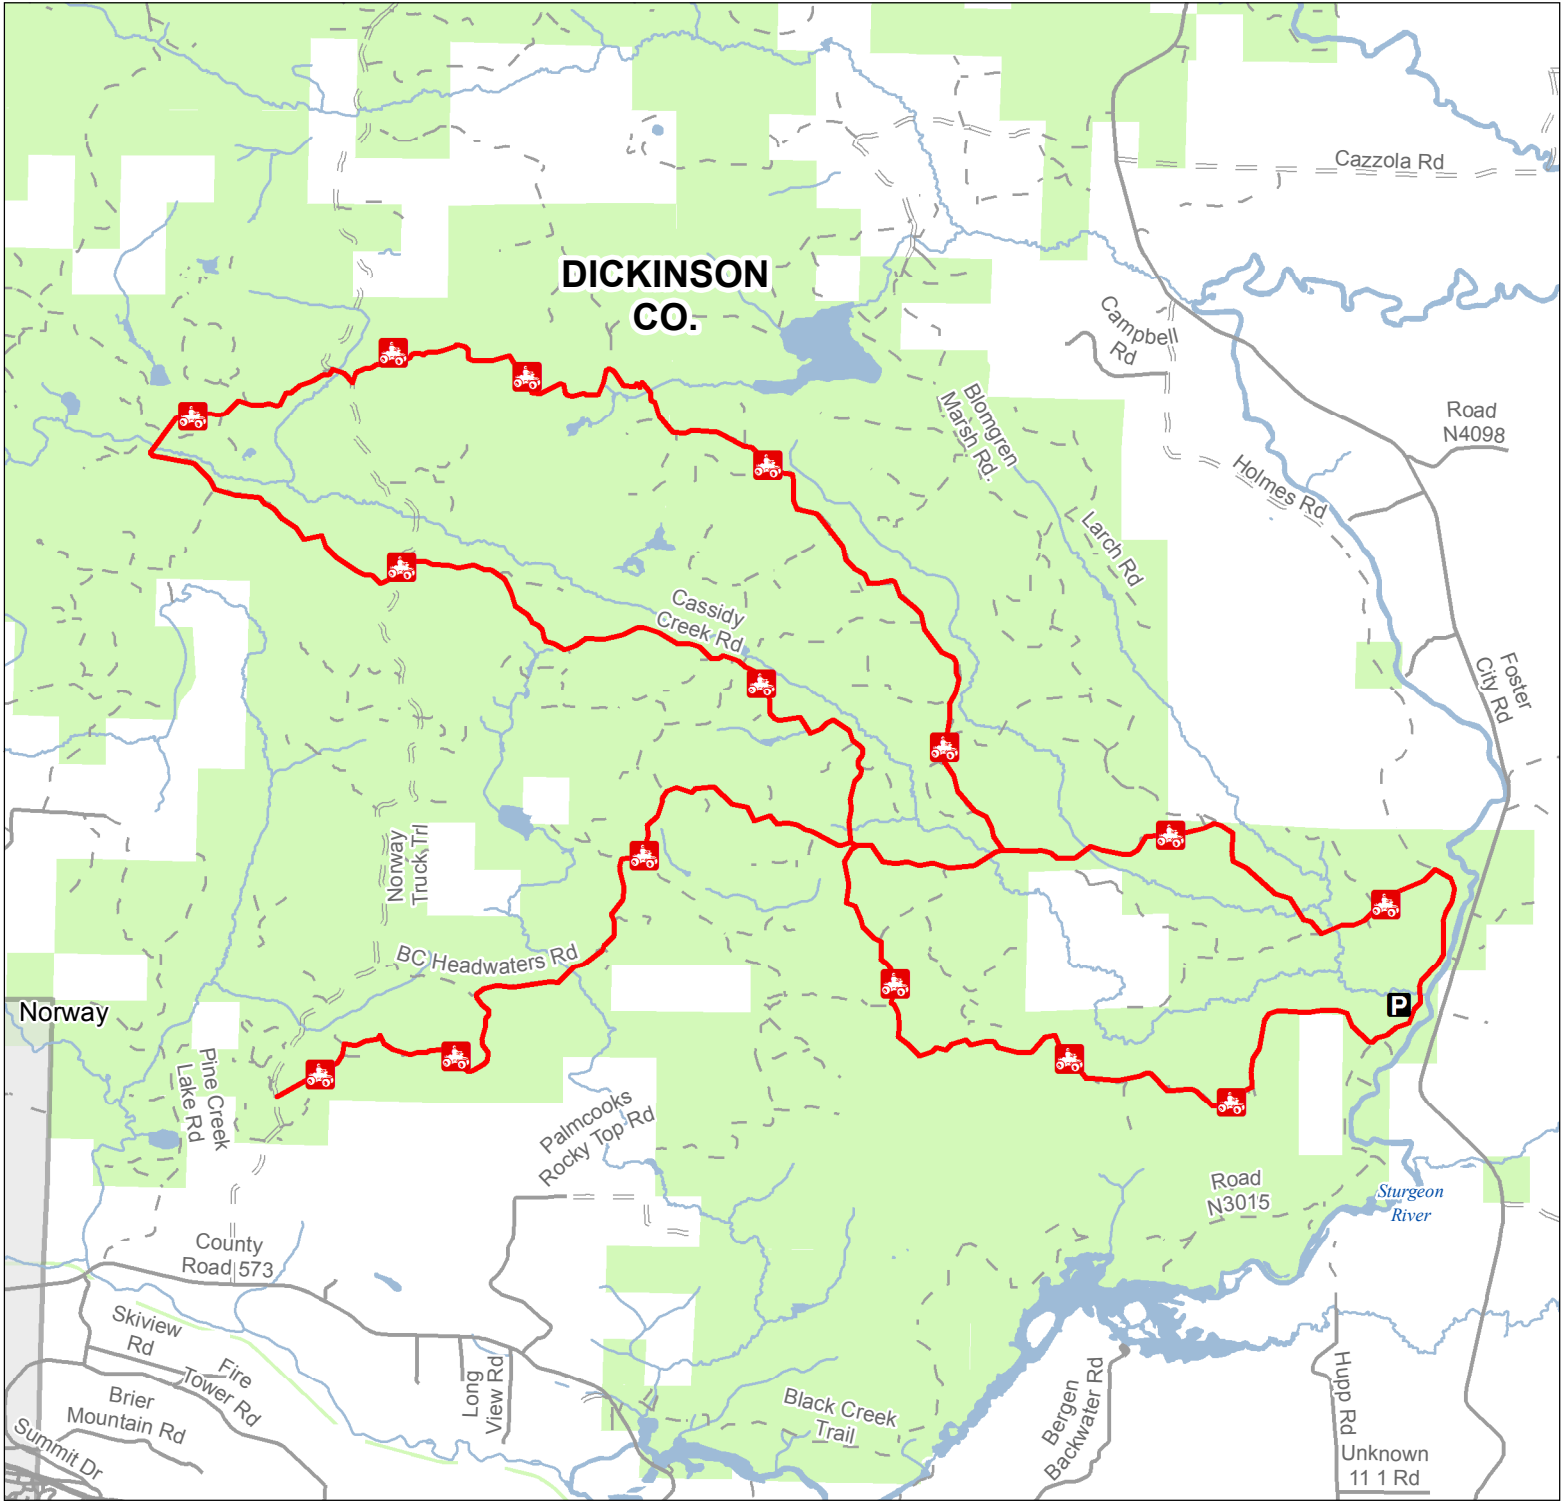 Cazzola Rd
DICKINSON
CO.
Campbell
Rd
Blomgren
Marsh Rd.
Road
N4098
Holmes Rd
Larch Rd
Cassidy
Creek Rd
Foster
City Rd
Norway
Truck Trl
BC Headwaters Rd
P
Norway
Pine Creek
Lake Rd
Palmcooks
Rocky Top Rd
Road
N3015
Sturgeon
River
County
Road 573
Skiview
Rd
Fire
Tower Rd
Long
View Rd
Brier
Mountain Rd
Summit Dr
Black Creek
Trail
Bergen
Backwater Rd
Hupp Rd
Unknown
11 1 Rd